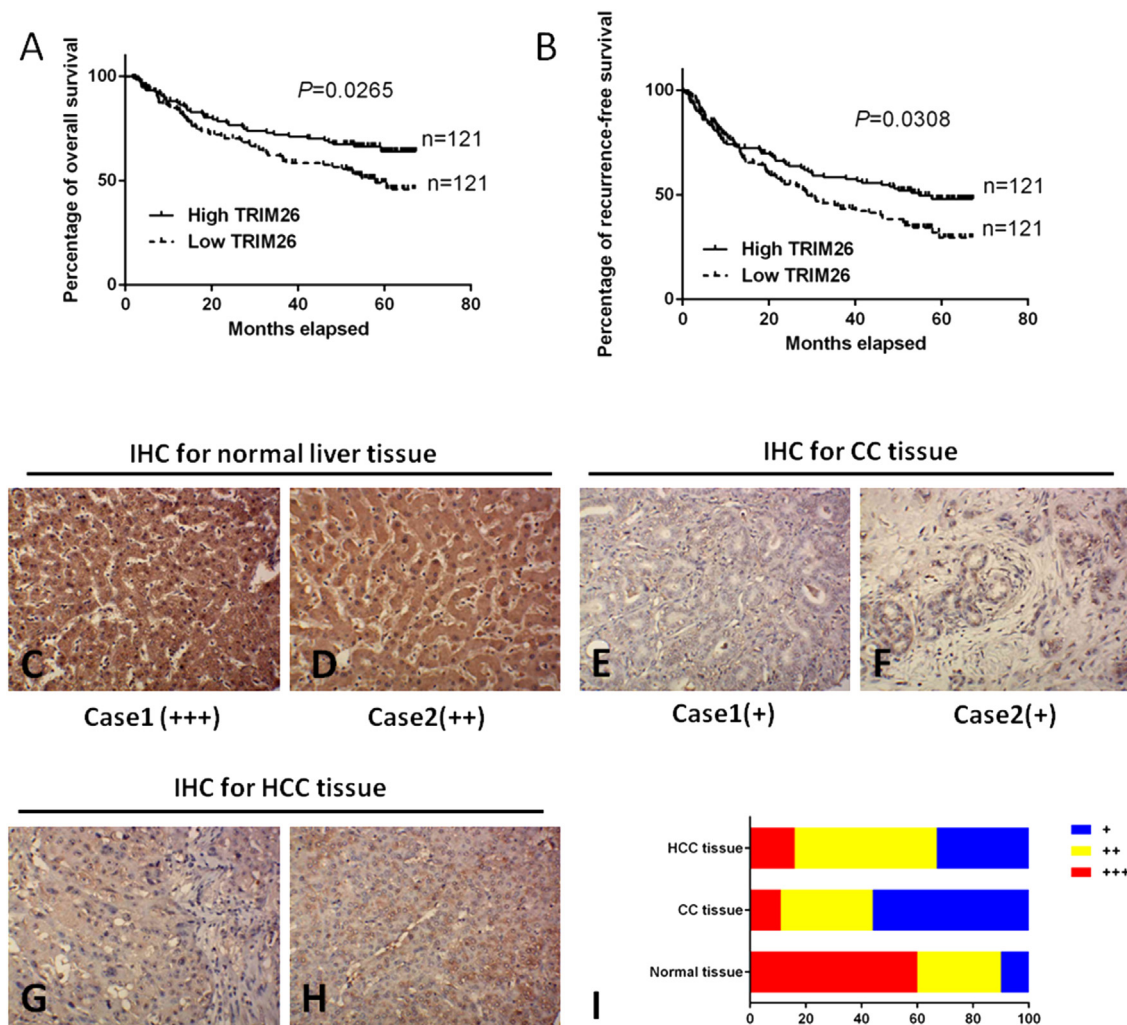 A
Percentage of overall survival
100
50
0
P=0.0265
n=121
n=121
High TRIM26
Low TRIM26
0 20 40 60 80
Months elapsed
B
Percentage of recurrence-free survival
100
50
0
P=0.0308
n=121
n=121
High TRIM26
Low TRIM26
0 20 40 60 80
Months elapsed
IHC for normal liver tissue
C
D
Case1 (+++)
Case2(++)
IHC for CC tissue
E
F
Case1(+)
Case2(+)
IHC for HCC tissue
G
H
HCC tissue
CC tissue
Normal tissue
0 20 40 60 80 100
+
++
+++
I